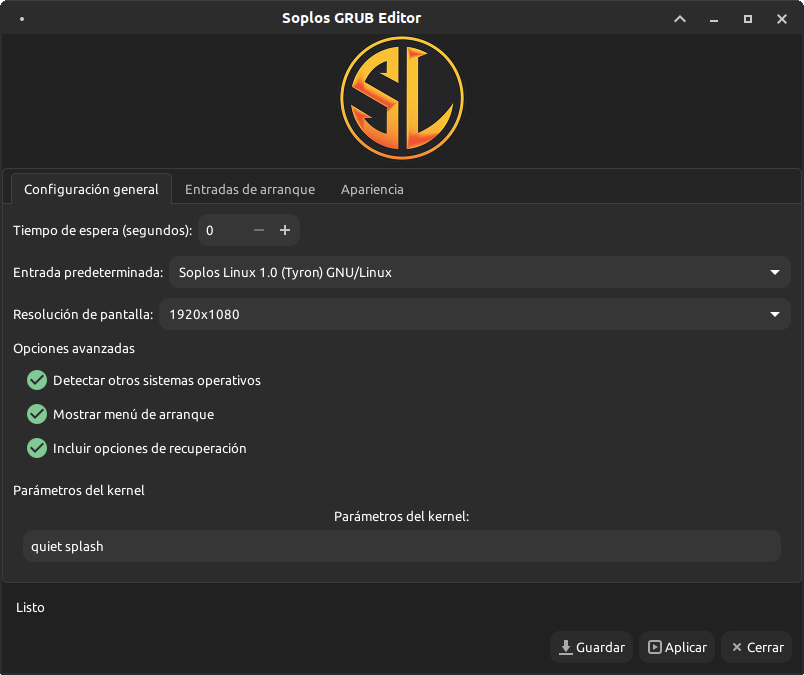 Soplos GRUB Editor
SL
Configuración general Entradas de arranque Apariencia
Tiempo de espera (segundos): 0
Entrada predeterminada: Soplos Linux 1.0 (Tyron) GNU/Linux
Resolución de pantalla: 1920x1080
Opciones avanzadas
Detectar otros sistemas operativos
Mostrar menú de arranque
Incluir opciones de recuperación
Parámetros del kernel
Parámetros del kernel:
quiet splash
Listo
Guardar Aplicar Cerrar